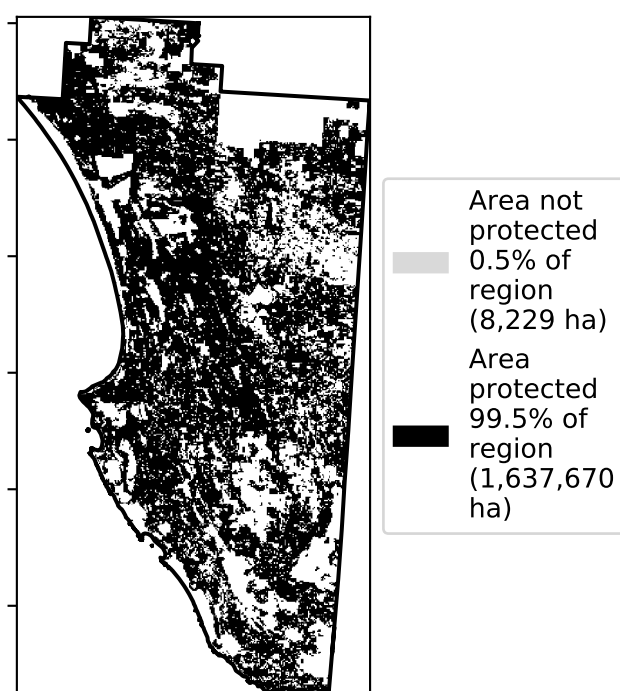 Area not
protected
0.5% of
region
(8,229 ha)
Area
protected
99.5% of
region
(1,637,670
ha)